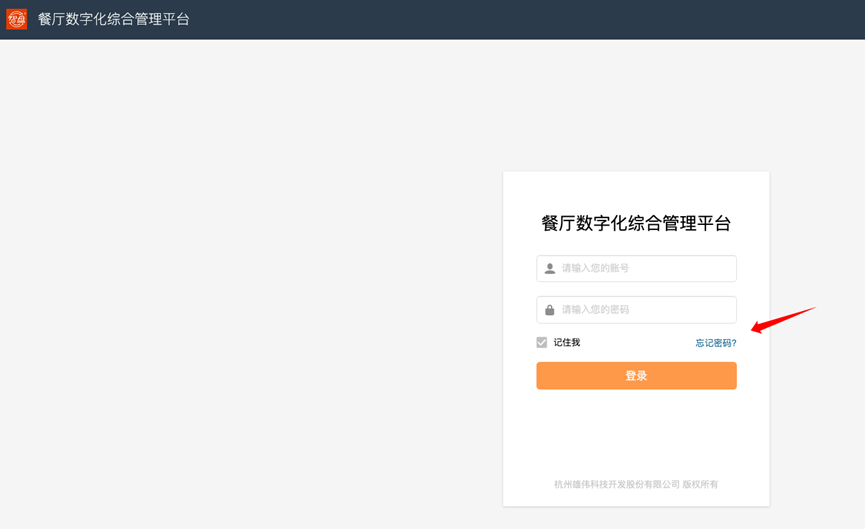 餐厅数字化综合管理平台
餐厅数字化综合管理平台
请输入您的账号
请输入您的密码
记住我 忘记密码?
登录
杭州雄伟科技开发股份有限公司 版权所有